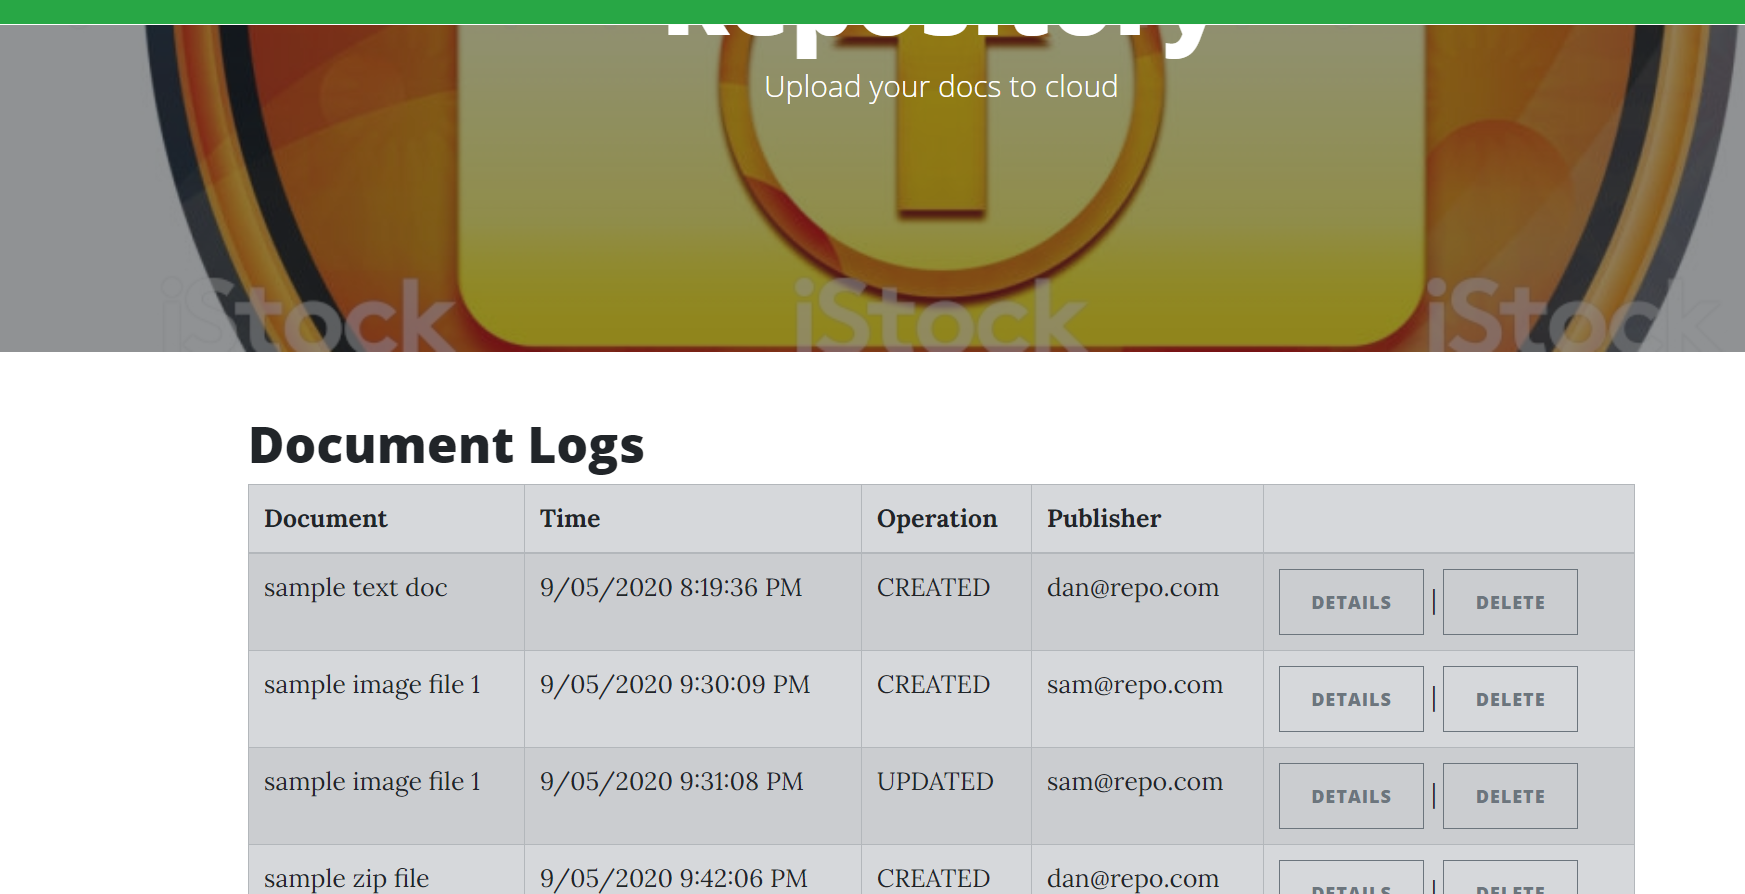 Repository
Upload your docs to cloud
iStock iStock iStock
Document Logs
Document Time Operation Publisher
sample text doc 9/05/2020 8:19:36 PM CREATED dan@repo.com DETAILS | DELETE
sample image file 1 9/05/2020 9:30:09 PM CREATED sam@repo.com DETAILS | DELETE
sample image file 1 9/05/2020 9:31:08 PM UPDATED sam@repo.com DETAILS | DELETE
sample zip file 9/05/2020 9:42:06 PM CREATED dan@repo.com DETAILS | DELETE